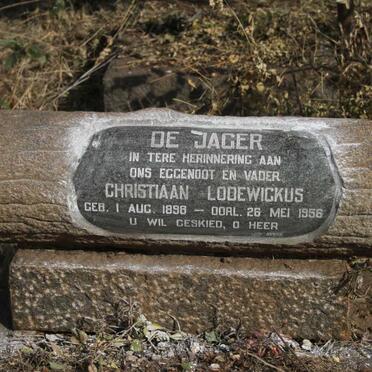 DE JAGER
IN TERE HERINNERING AAN
ONS EGGENOOT EN VADER
CHRISTIAAN LODEWICKUS
GEB. 1 AUG. 1896 — OORL. 26 MEI 1956
U WIL GESKIED, O HEER